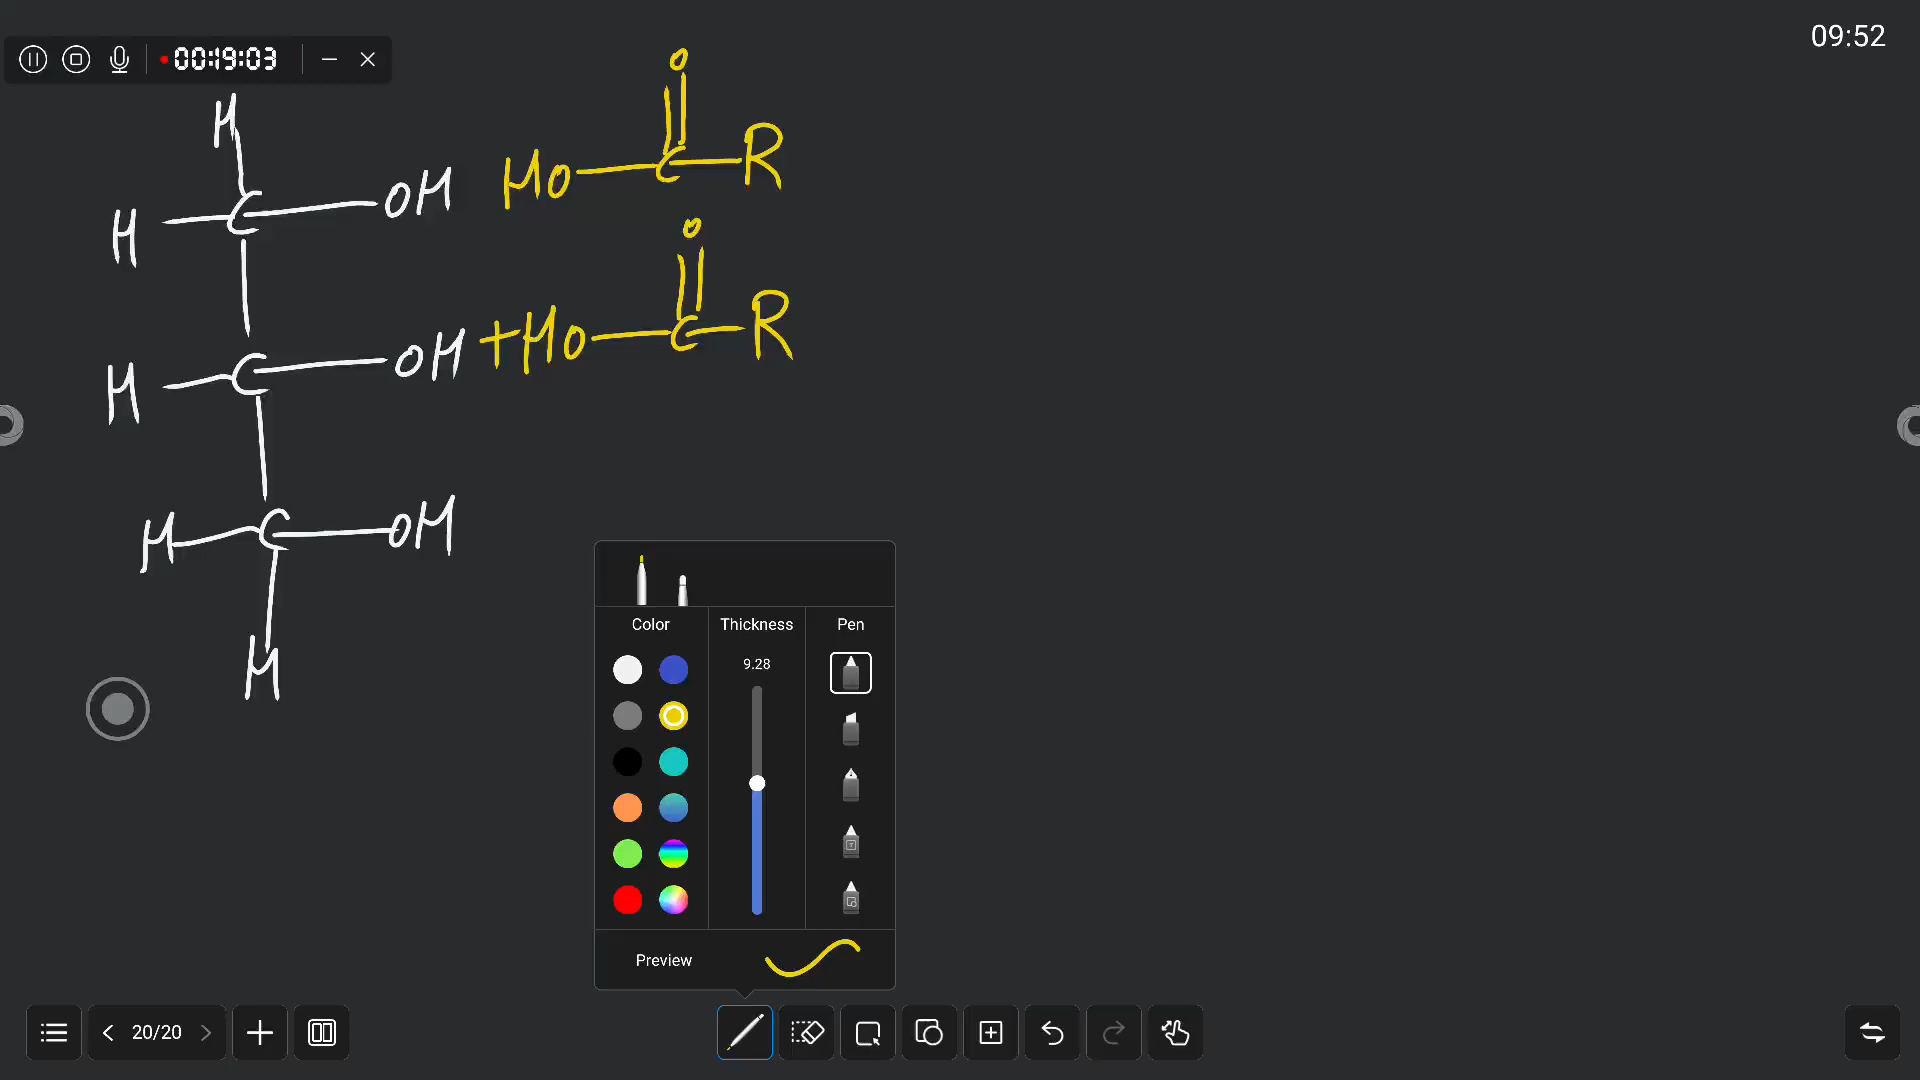 09:52
00:19:03
O
H
C R
H C OH HO
O
H C OH + HO C R
H C OH
H
Color Thickness Pen
9.28
Preview
20/20